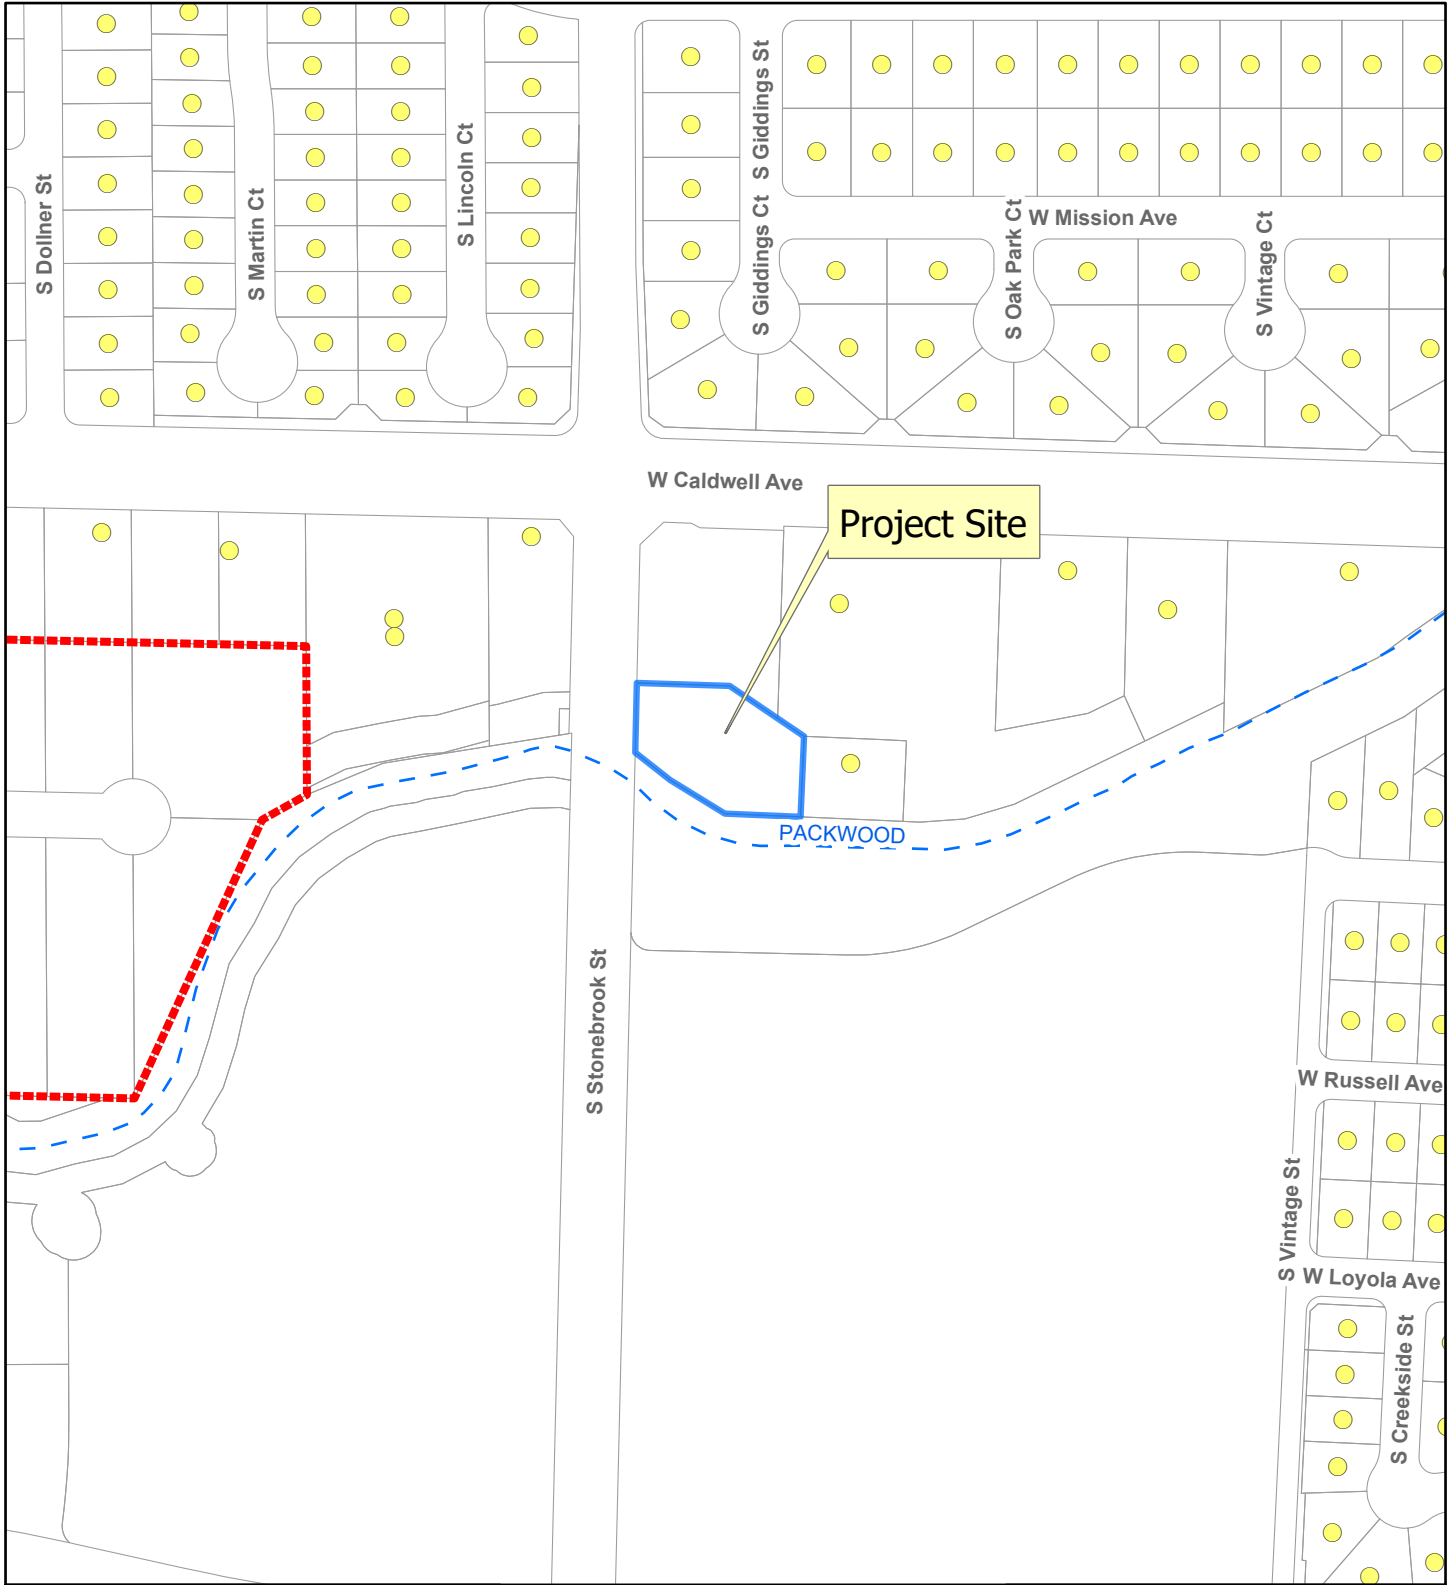 S Dollner St
S Martin Ct
S Lincoln Ct
S Giddings St
S Giddings Ct
S Oak Park Ct
W Mission Ave
S Vintage Ct
W Caldwell Ave
Project Site
PACKWOOD
S Stonebrook St
W Russell Ave
S Vintage St
W Loyola Ave
S Creekside St